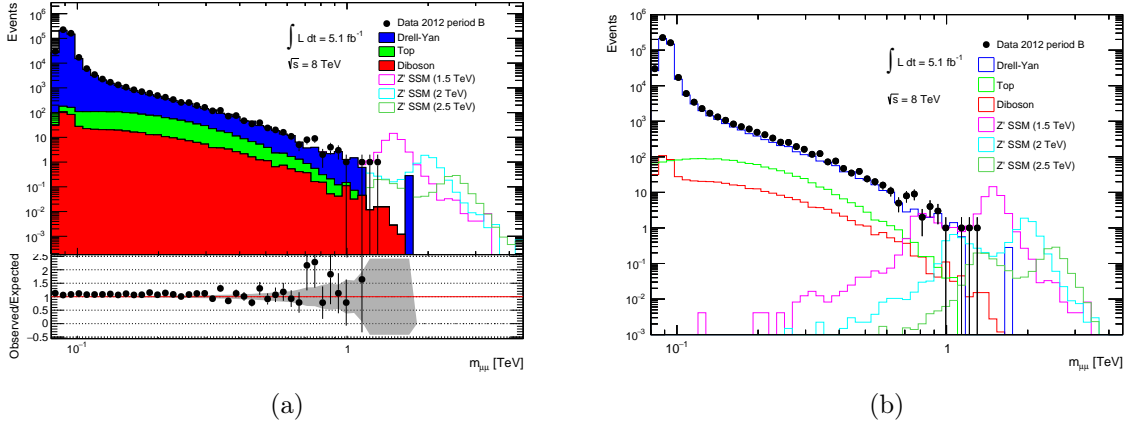 Events
10⁶
10⁵
10⁴
10³
10²
10
1
10⁻¹
10⁻²
10⁻³
∫ L dt = 5.1 fb⁻¹
√s = 8 TeV
Data 2012 period B
Drell-Yan
Top
Diboson
Z' SSM (1.5 TeV)
Z' SSM (2 TeV)
Z' SSM (2.5 TeV)
Observed/Expected
2.5
2
1.5
1
0.5
0
−0.5
10⁻¹ 1
mμμ [TeV]
(a)
Events
10⁶
10⁵
10⁴
10³
10²
10
1
10⁻¹
10⁻²
10⁻³
∫ L dt = 5.1 fb⁻¹
√s = 8 TeV
Data 2012 period B
Drell-Yan
Top
Diboson
Z' SSM (1.5 TeV)
Z' SSM (2 TeV)
Z' SSM (2.5 TeV)
10⁻¹ 1
mμμ [TeV]
(b)